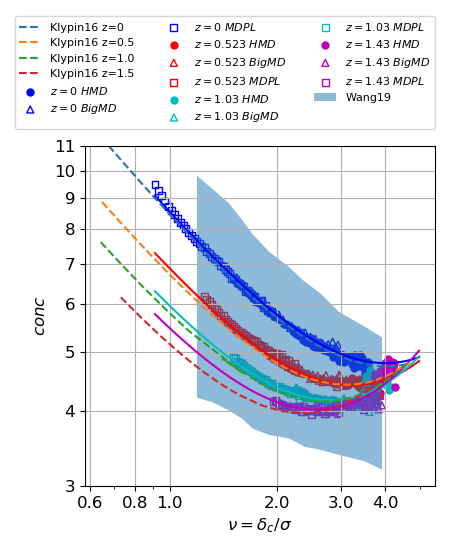 Klypin16 z=0
Klypin16 z=0.5
Klypin16 z=1.0
Klypin16 z=1.5
z = 0 HMD
z = 0 BigMD
z = 0 MDPL
z = 0.523 HMD
z = 0.523 BigMD
z = 0.523 MDPL
z = 1.03 HMD
z = 1.03 BigMD
z = 1.03 MDPL
z = 1.43 HMD
z = 1.43 BigMD
z = 1.43 MDPL
Wang19
11
10
9
8
7
6
5
4
3
conc
0.6 0.8 1.0 2.0 3.0 4.0
ν = δc/σ